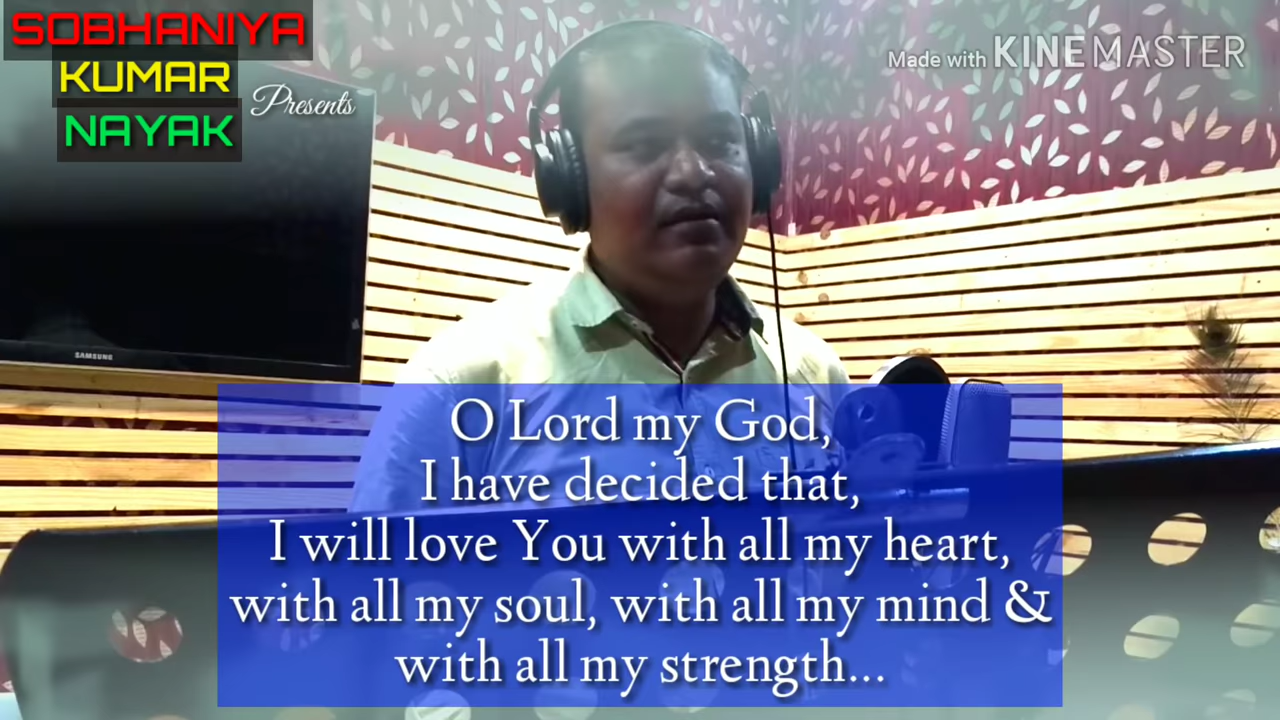 SOBHANIYA
KUMAR
NAYAK
Presents
Made with KINEMASTER
SAMSUNG
O Lord my God,
I have decided that,
I will love You with all my heart,
with all my soul, with all my mind &
with all my strength...